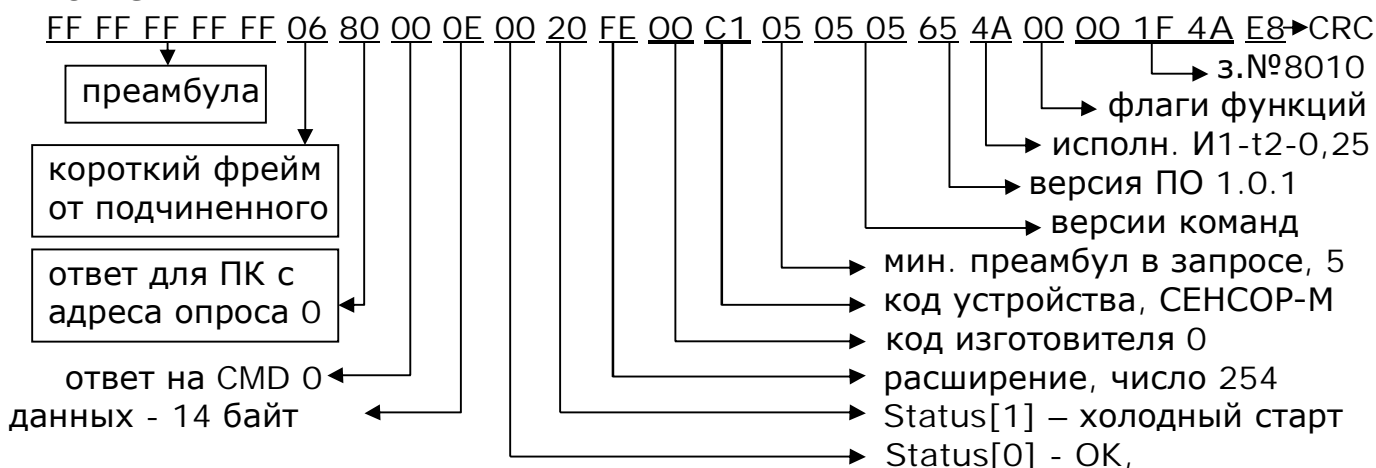 FF FF FF FF FF 06 80 00 0E 00 20 FE 00 C1 05 05 05 65 4A 00 00 1F 4A E8 CRC
преамбула
короткий фрейм
от подчиненного
ответ для ПК с
адреса опроса 0
ответ на CMD 0
данных - 14 байт
з.№8010
флаги функций
исполн. И1-t2-0,25
версия ПО 1.0.1
версии команд
мин. преамбул в запросе, 5
код устройства, СЕНСОР-М
код изготовителя 0
расширение, число 254
Status[1] – холодный старт
Status[0] - OK,